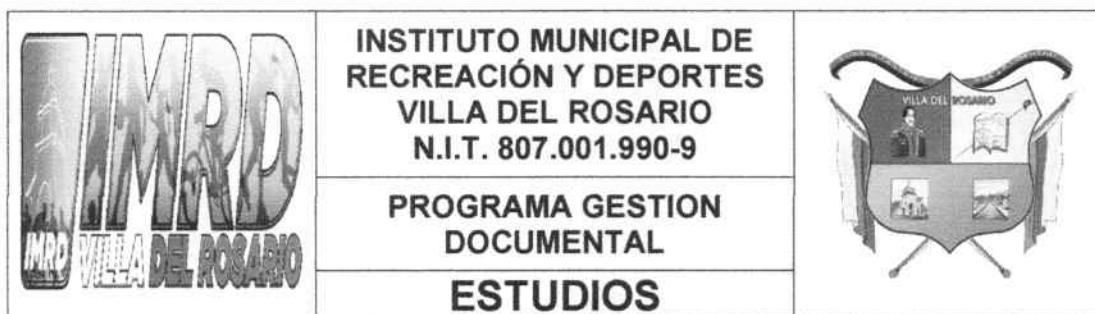 IMRD
IMRD
VILLA DEL ROSARIO
INSTITUTO MUNICIPAL DE
RECREACIÓN Y DEPORTES
VILLA DEL ROSARIO
N.I.T. 807.001.990-9
PROGRAMA GESTION
DOCUMENTAL
ESTUDIOS
VILLA DEL ROSARIO